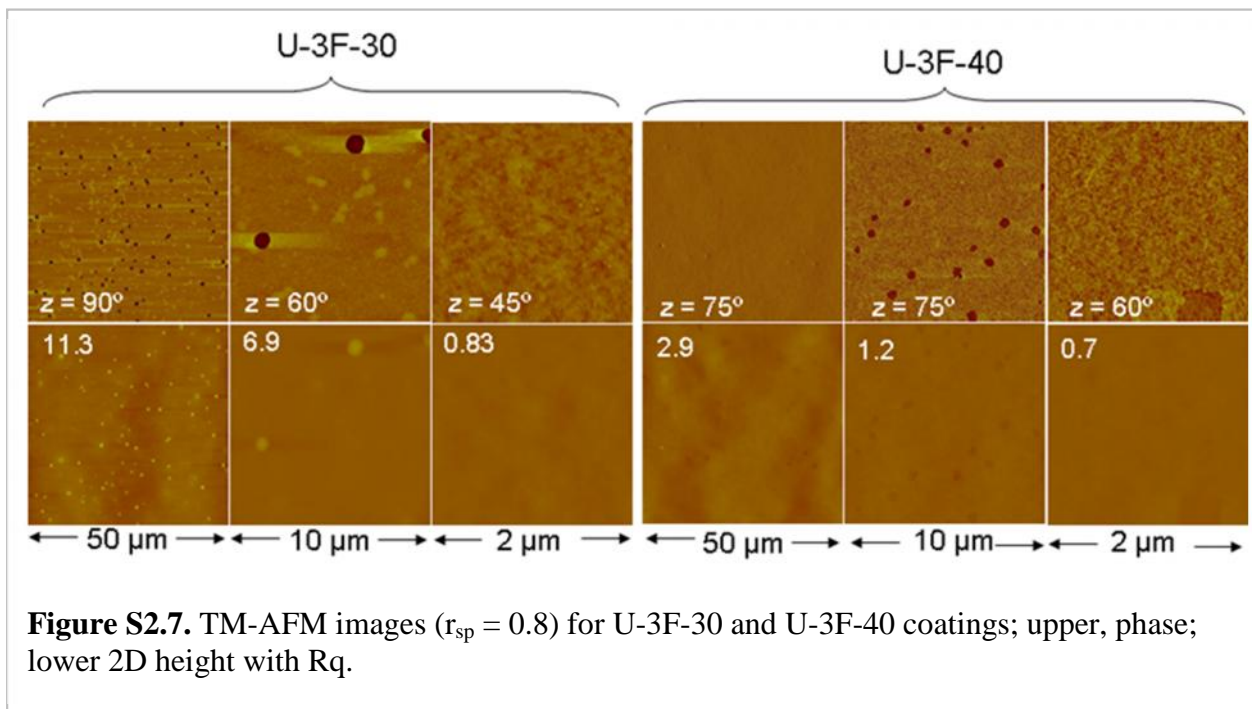 U-3F-30
U-3F-40
z = 90º
z = 60º
z = 45º
z = 75º
z = 75º
z = 60º
11.3
6.9
0.83
2.9
1.2
0.7
50 µm
10 µm
2 µm
50 µm
10 µm
2 µm
Figure S2.7. TM-AFM images (rsp = 0.8) for U-3F-30 and U-3F-40 coatings; upper, phase;
lower 2D height with Rq.